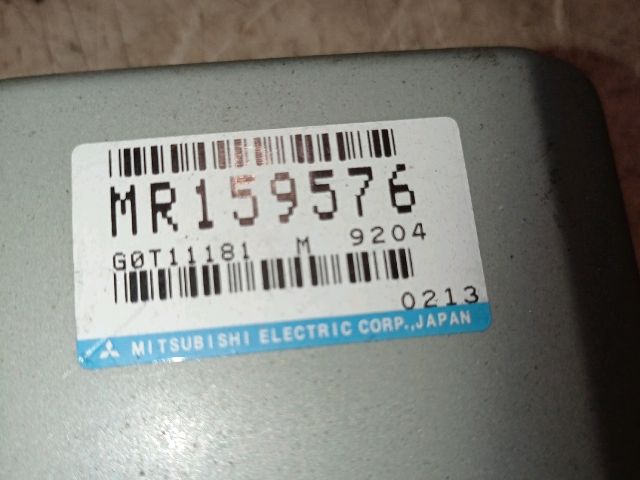 MR159576
G0T11181 M 9204
0213
MITSUBISHI ELECTRIC CORP.,JAPAN